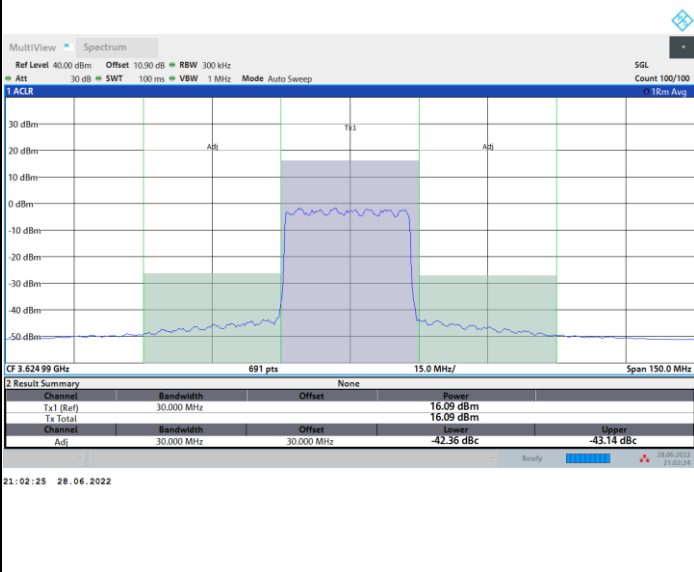 MultiView Spectrum
Ref Level 40.00 dBm Offset 10.90 dB RBW 300 kHz SGL
Att 30 dB SWT 100 ms VBW 1 MHz Mode Auto Sweep Count 100/100
1 ACLR 1Rm Avg
30 dBm
Tx1
20 dBm
Adj Adj
10 dBm
0 dBm
-10 dBm
-20 dBm
-30 dBm
-40 dBm
-50 dBm
CF 3.624 99 GHz 691 pts 15.0 MHz/ Span 150.0 MHz
2 Result Summary None
Channel Bandwidth Offset Power
Tx1 (Ref) 30.000 MHz 16.09 dBm
Tx Total 16.09 dBm
Channel Bandwidth Offset Lower Upper
Adj 30.000 MHz 30.000 MHz -42.36 dBc -43.14 dBc
Ready 28.06.2022
21:02:24
21:02:25 28.06.2022